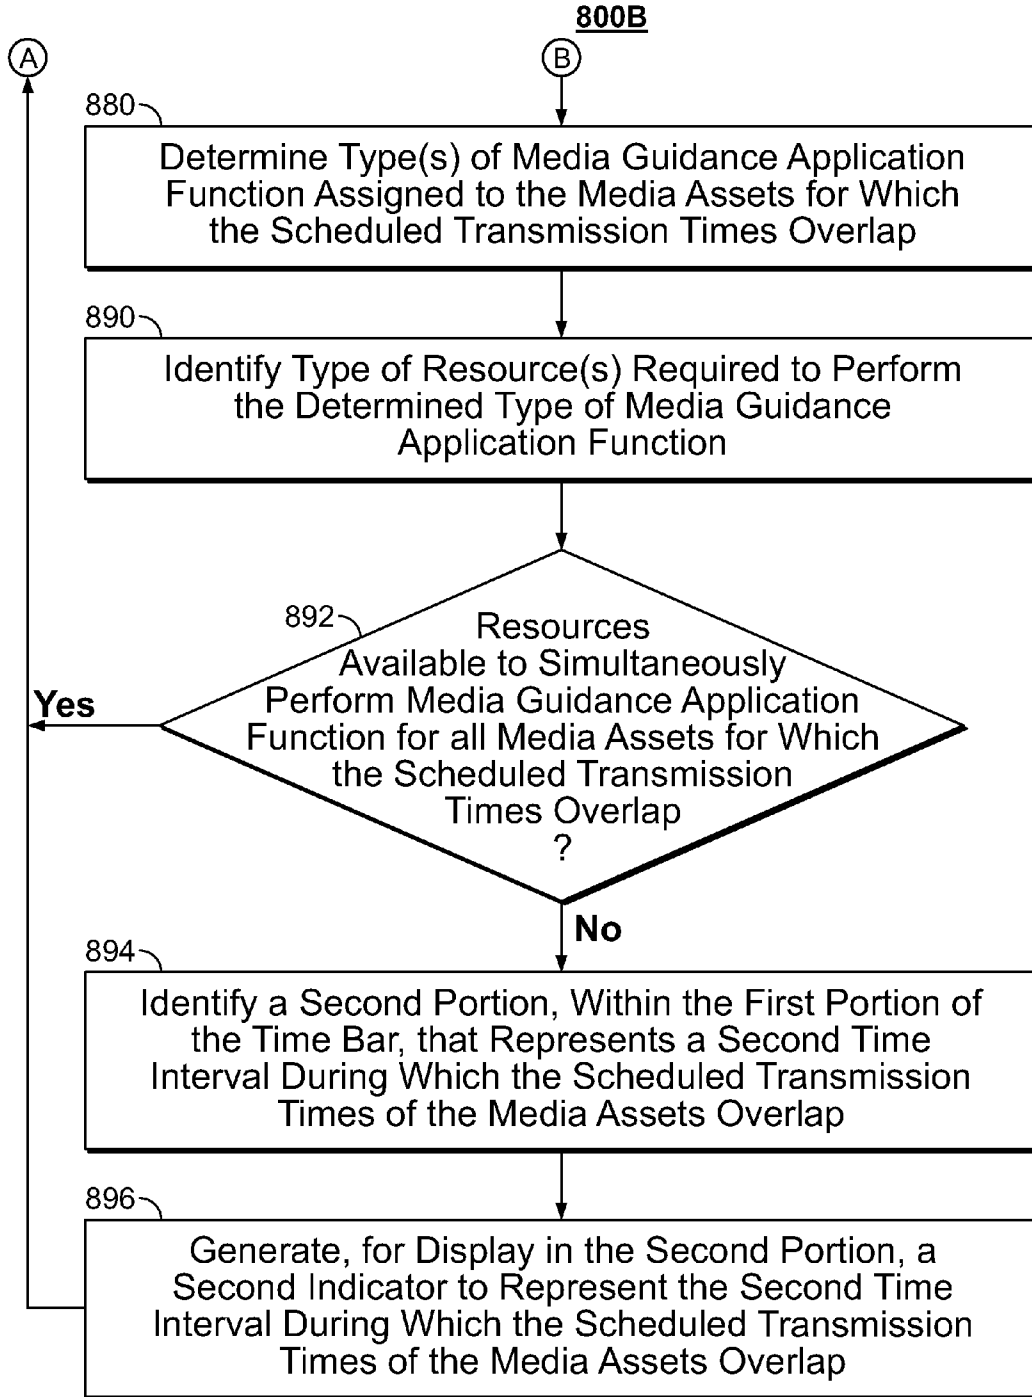 800B
A
B
880
Determine Type(s) of Media Guidance Application
Function Assigned to the Media Assets for Which
the Scheduled Transmission Times Overlap
890
Identify Type of Resource(s) Required to Perform
the Determined Type of Media Guidance
Application Function
892
Resources
Available to Simultaneously
Perform Media Guidance Application
Function for all Media Assets for Which
the Scheduled Transmission
Times Overlap
?
Yes
No
894
Identify a Second Portion, Within the First Portion of
the Time Bar, that Represents a Second Time
Interval During Which the Scheduled Transmission
Times of the Media Assets Overlap
896
Generate, for Display in the Second Portion, a
Second Indicator to Represent the Second Time
Interval During Which the Scheduled Transmission
Times of the Media Assets Overlap